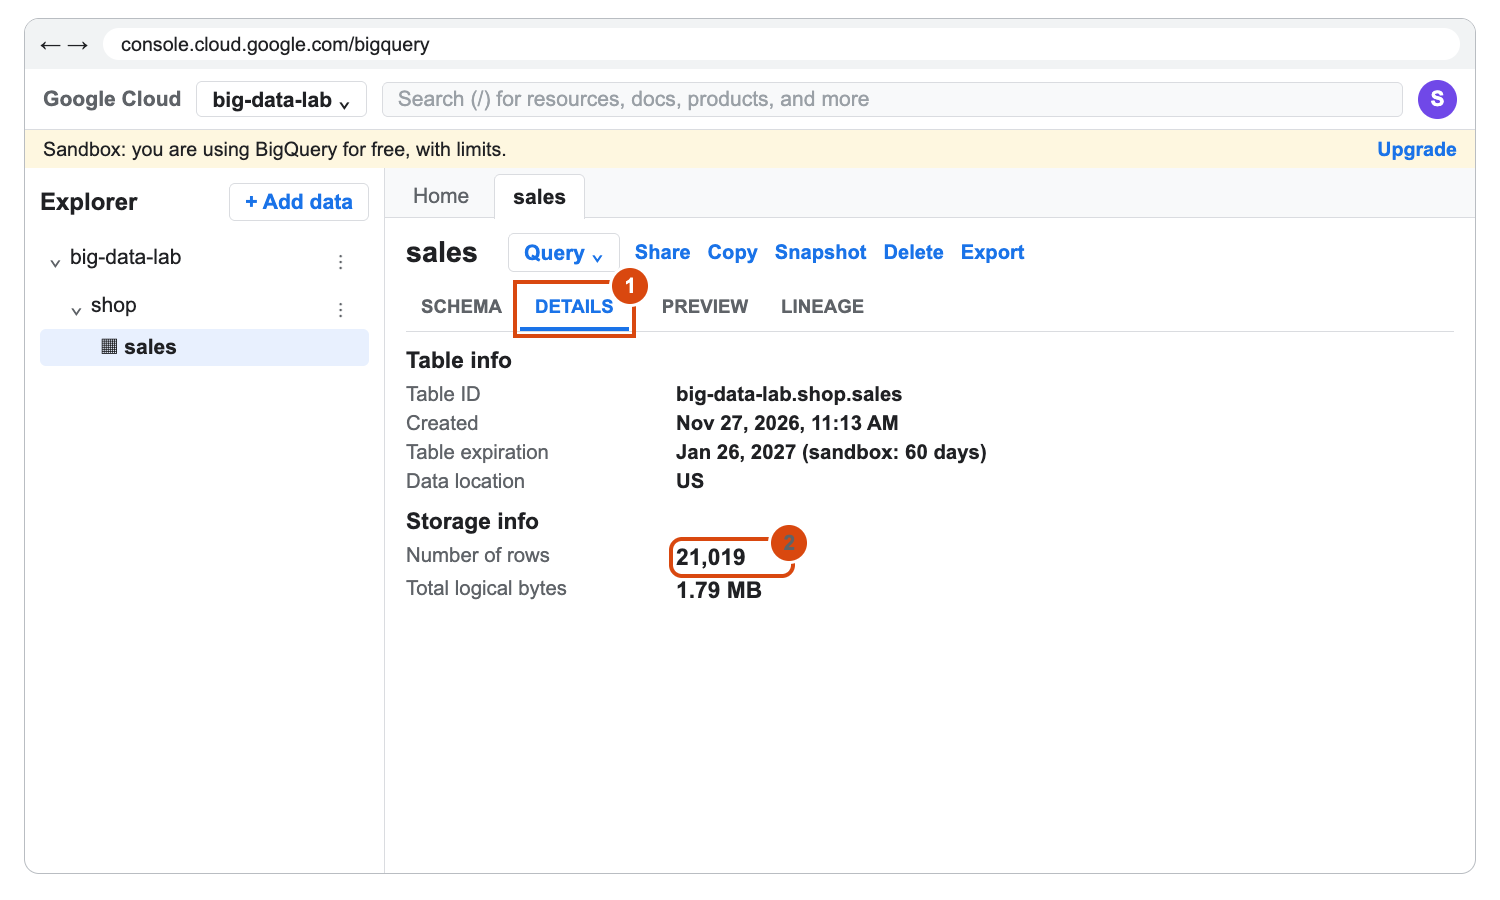 console.cloud.google.com/bigquery
Google Cloud big-data-lab Search (/) for resources, docs, products, and more S
Sandbox: you are using BigQuery for free, with limits. Upgrade
Explorer + Add data
big-data-lab
shop
sales
Home sales
sales Query Share Copy Snapshot Delete Export
1
SCHEMA DETAILS PREVIEW LINEAGE
Table info
Table ID big-data-lab.shop.sales
Created Nov 27, 2026, 11:13 AM
Table expiration Jan 26, 2027 (sandbox: 60 days)
Data location US
Storage info
2
Number of rows 21,019
Total logical bytes 1.79 MB